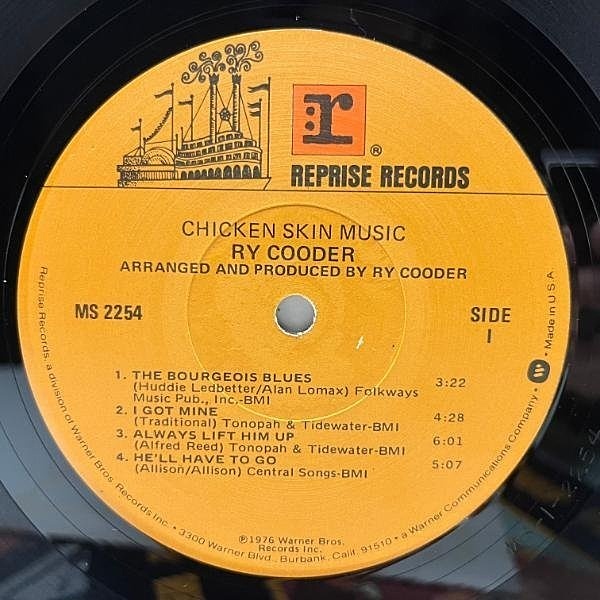 r
®
REPRISE RECORDS
CHICKEN SKIN MUSIC
RY COODER
ARRANGED AND PRODUCED BY RY COODER
MS 2254
SIDE
1
1. THE BOURGEOIS BLUES
(Huddie Ledbetter/Alan Lomax) Folkways
Music Pub., Inc.-BMI
3:22
2. I GOT MINE
(Traditional) Tonopah & Tidewater-BMI
4:28
3. ALWAYS LIFT HIM UP
(Alfred Reed) Tonopah & Tidewater-BMI
6:01
4. HE'LL HAVE TO GO
(Allison/Allison) Central Songs-BMI
5:07
℗1976 Warner Bros.
Records Inc.
Reprise Records, a division of Warner Bros. Records Inc. • 3300 Warner Blvd., Burbank, Calif. 91510 • a Warner Communications Company • Made in U.S.A.